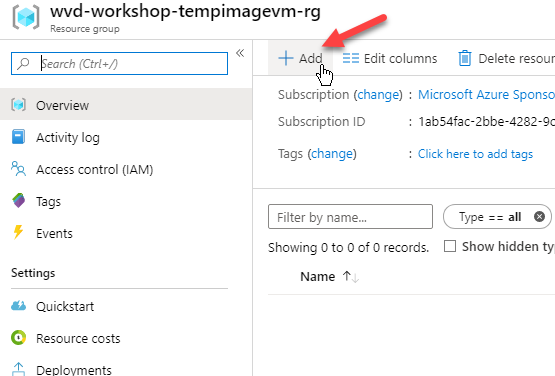 wvd-workshop-tempimagevm-rg
Resource group
Search (Ctrl+/)
Overview
Activity log
Access control (IAM)
Tags
Events
Settings
Quickstart
Resource costs
Deployments
Add Edit columns Delete resou
Subscription (change) : Microsoft Azure Sponso
Subscription ID : 1ab54fac-2bbe-4282-9c
Tags (change) : Click here to add tags
Filter by name... Type == all
Showing 0 to 0 of 0 records. Show hidden typ
Name